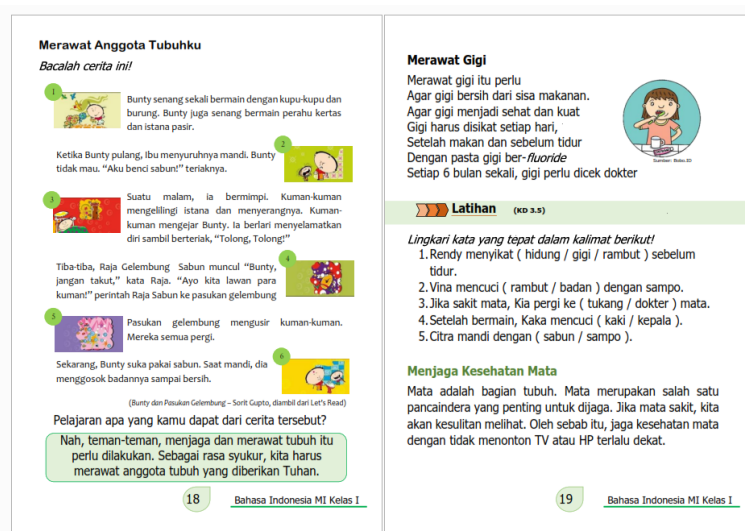 Merawat Anggota Tubuhku
Bacalah cerita ini!
1
Bunty senang sekali bermain dengan kupu-kupu dan
burung. Bunty juga senang bermain perahu kertas
dan istana pasir.
2
Ketika Bunty pulang, Ibu menyuruhnya mandi. Bunty
tidak mau. “Aku benci sabun!” teriaknya.
3
Suatu malam, ia bermimpi. Kuman-kuman
mengelilingi istana dan menyerangnya. Kuman-
kuman mengejar Bunty. Ia berlari menyelamatkan
diri sambil berteriak, “Tolong, Tolong!”
4
Tiba-tiba, Raja Gelembung Sabun muncul “Bunty,
jangan takut,” kata Raja. “Ayo kita lawan para
kuman!” perintah Raja Sabun ke pasukan gelembung
5
Pasukan gelembung mengusir kuman-kuman.
Mereka semua pergi.
6
Sekarang, Bunty suka pakai sabun. Saat mandi, dia
menggosok badannya sampai bersih.
(Bunty dan Pasukan Gelembung – Sorit Gupto, diambil dari Let's Read)
Pelajaran apa yang kamu dapat dari cerita tersebut?
Nah, teman-teman, menjaga dan merawat tubuh itu
perlu dilakukan. Sebagai rasa syukur, kita harus
merawat anggota tubuh yang diberikan Tuhan.
18 Bahasa Indonesia MI Kelas I
Merawat Gigi
Merawat gigi itu perlu
Agar gigi bersih dari sisa makanan.
Agar gigi menjadi sehat dan kuat
Gigi harus disikat setiap hari,
Setelah makan dan sebelum tidur
Dengan pasta gigi ber-fluoride
Setiap 6 bulan sekali, gigi perlu dicek dokter
Sumber: Bobo.ID
Latihan (KD 3.5)
Lingkari kata yang tepat dalam kalimat berikut!
1. Rendy menyikat ( hidung / gigi / rambut ) sebelum
tidur.
2. Vina mencuci ( rambut / badan ) dengan sampo.
3. Jika sakit mata, Kia pergi ke ( tukang / dokter ) mata.
4. Setelah bermain, Kaka mencuci ( kaki / kepala ).
5. Citra mandi dengan ( sabun / sampo ).
Menjaga Kesehatan Mata
Mata adalah bagian tubuh. Mata merupakan salah satu
pancaindera yang penting untuk dijaga. Jika mata sakit, kita
akan kesulitan melihat. Oleh sebab itu, jaga kesehatan mata
dengan tidak menonton TV atau HP terlalu dekat.
19 Bahasa Indonesia MI Kelas I